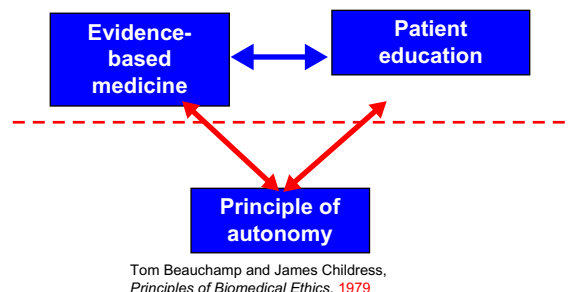 Evidence-
based
medicine
Patient
education
Principle of
autonomy
Tom Beauchamp and James Childress,
Principles of Biomedical Ethics, 1979